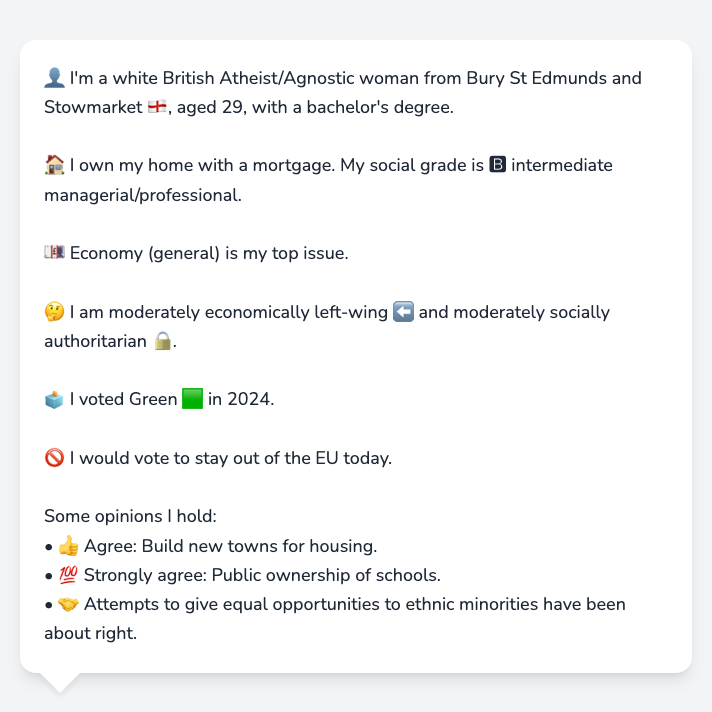 👤 I'm a white British Atheist/Agnostic woman from Bury St Edmunds and
Stowmarket 🏴󠁧󠁢󠁥󠁮󠁧󠁿, aged 29, with a bachelor's degree.
🏠 I own my home with a mortgage. My social grade is 🅱 intermediate
managerial/professional.
💷 Economy (general) is my top issue.
🤔 I am moderately economically left-wing ⬅️ and moderately socially
authoritarian 🔒.
🗳️ I voted Green 🟩 in 2024.
🚫 I would vote to stay out of the EU today.
Some opinions I hold:
• 👍 Agree: Build new towns for housing.
• 💯 Strongly agree: Public ownership of schools.
• 🤝 Attempts to give equal opportunities to ethnic minorities have been
about right.